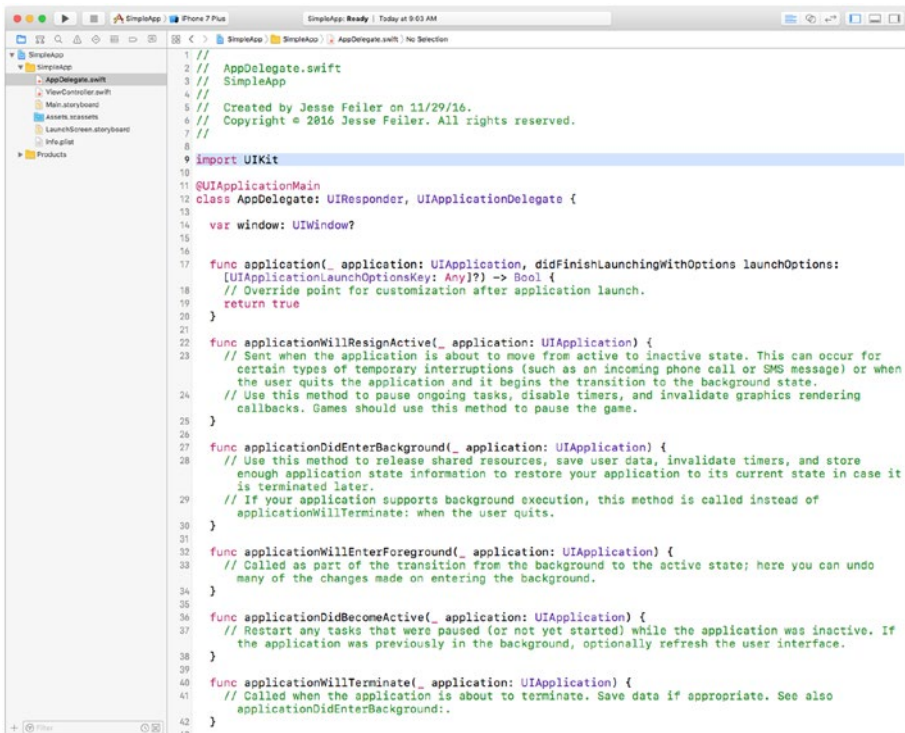 SimpleApp
iPhone 7 Plus
SimpleApp: Ready | Today at 9:03 AM
SimpleApp
SimpleApp
AppDelegate.swift
No Selection
SimpleApp
SimpleApp
AppDelegate.swift
ViewController.swift
Main.storyboard
Assets.xcassets
LaunchScreen.storyboard
Info.plist
Products
Filter
1 //
2 //  AppDelegate.swift
3 //  SimpleApp
4 //
5 //  Created by Jesse Feiler on 11/29/16.
6 //  Copyright © 2016 Jesse Feiler. All rights reserved.
7 //
8
9 import UIKit
10
11 @UIApplicationMain
12 class AppDelegate: UIResponder, UIApplicationDelegate {
13
14   var window: UIWindow?
15
16
17   func application(_ application: UIApplication, didFinishLaunchingWithOptions launchOptions:
[UIApplicationLaunchOptionsKey: Any]?) -> Bool {
18     // Override point for customization after application launch.
19     return true
20   }
21
22   func applicationWillResignActive(_ application: UIApplication) {
23     // Sent when the application is about to move from active to inactive state. This can occur for
certain types of temporary interruptions (such as an incoming phone call or SMS message) or when
the user quits the application and it begins the transition to the background state.
24     // Use this method to pause ongoing tasks, disable timers, and invalidate graphics rendering
callbacks. Games should use this method to pause the game.
25   }
26
27   func applicationDidEnterBackground(_ application: UIApplication) {
28     // Use this method to release shared resources, save user data, invalidate timers, and store
enough application state information to restore your application to its current state in case it
is terminated later.
29     // If your application supports background execution, this method is called instead of
applicationWillTerminate: when the user quits.
30   }
31
32   func applicationWillEnterForeground(_ application: UIApplication) {
33     // Called as part of the transition from the background to the active state; here you can undo
many of the changes made on entering the background.
34   }
35
36   func applicationDidBecomeActive(_ application: UIApplication) {
37     // Restart any tasks that were paused (or not yet started) while the application was inactive. If
the application was previously in the background, optionally refresh the user interface.
38   }
39
40   func applicationWillTerminate(_ application: UIApplication) {
41     // Called when the application is about to terminate. Save data if appropriate. See also
applicationDidEnterBackground:.
42   }